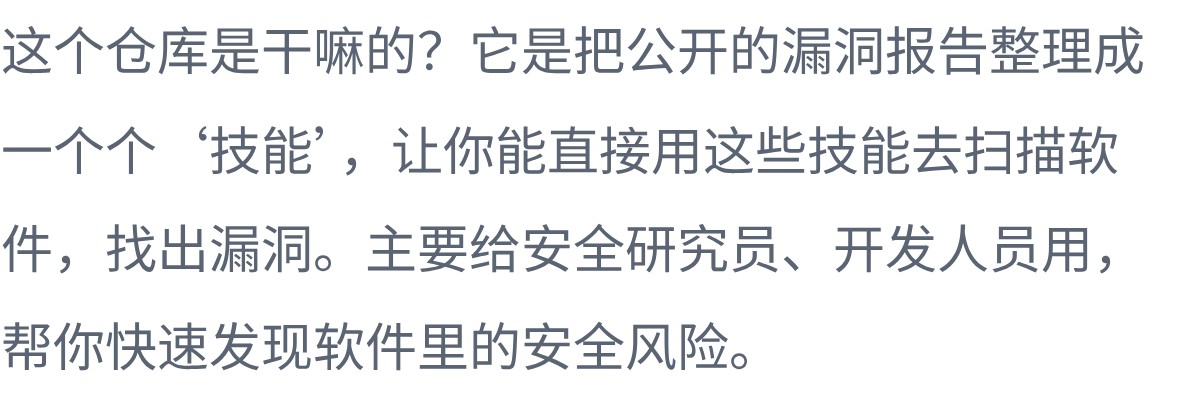 这个仓库是干嘛的？它是把公开的漏洞报告整理成
一个个‘技能’，让你能直接用这些技能去扫描软
件，找出漏洞。主要给安全研究员、开发人员用，
帮你快速发现软件里的安全风险。